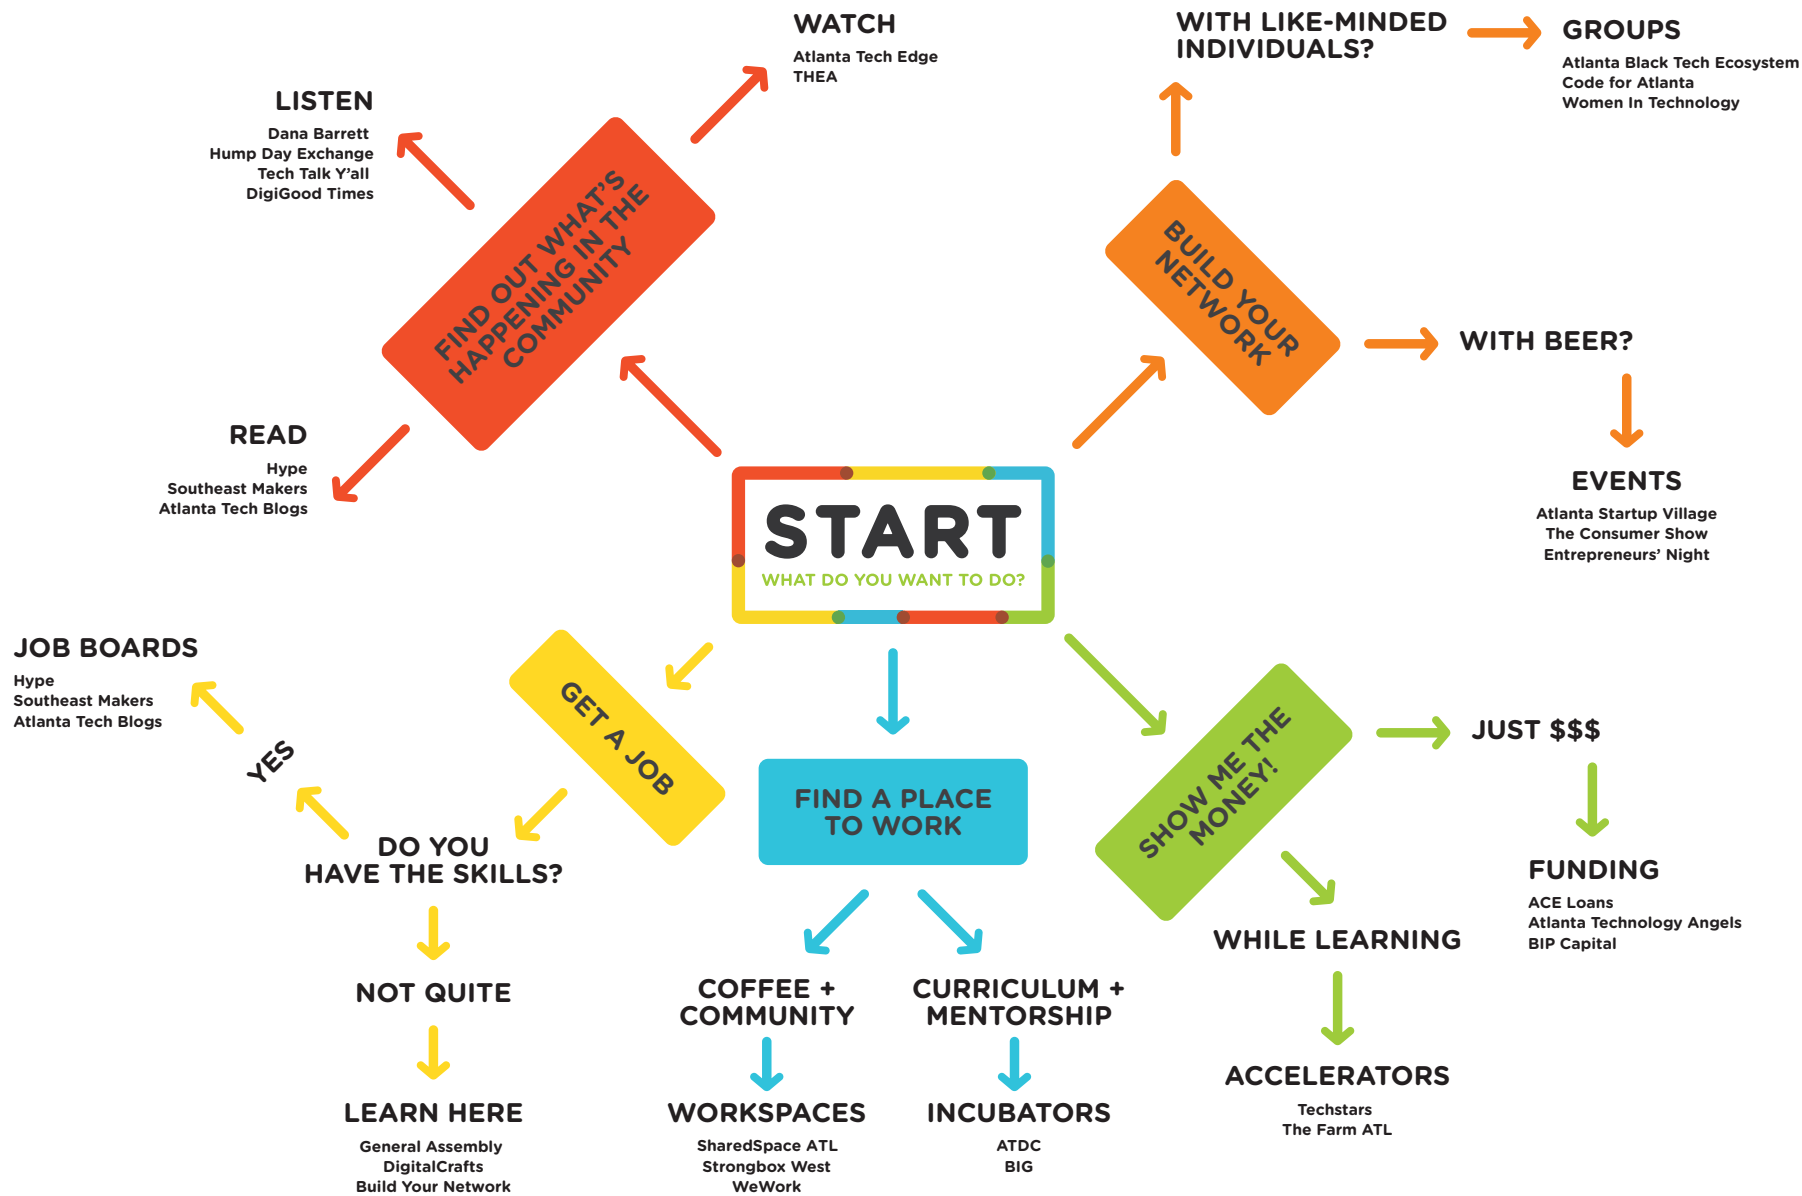 WATCH
Atlanta Tech Edge
THEA
LISTEN
Dana Barrett
Hump Day Exchange
Tech Talk Y'all
DigiGood Times
FIND OUT WHAT'S
HAPPENING IN THE
COMMUNITY
READ
Hype
Southeast Makers
Atlanta Tech Blogs
WITH LIKE-MINDED
INDIVIDUALS?
GROUPS
Atlanta Black Tech Ecosystem
Code for Atlanta
Women In Technology
BUILD YOUR
NETWORK
WITH BEER?
EVENTS
Atlanta Startup Village
The Consumer Show
Entrepreneurs' Night
START
WHAT DO YOU WANT TO DO?
JOB BOARDS
Hype
Southeast Makers
Atlanta Tech Blogs
YES
GET A JOB
DO YOU
HAVE THE SKILLS?
NOT QUITE
LEARN HERE
General Assembly
DigitalCrafts
Build Your Network
FIND A PLACE
TO WORK
COFFEE +
COMMUNITY
WORKSPACES
SharedSpace ATL
Strongbox West
WeWork
CURRICULUM +
MENTORSHIP
INCUBATORS
ATDC
BIG
SHOW ME THE
MONEY!
JUST $$$
FUNDING
ACE Loans
Atlanta Technology Angels
BIP Capital
WHILE LEARNING
ACCELERATORS
Techstars
The Farm ATL